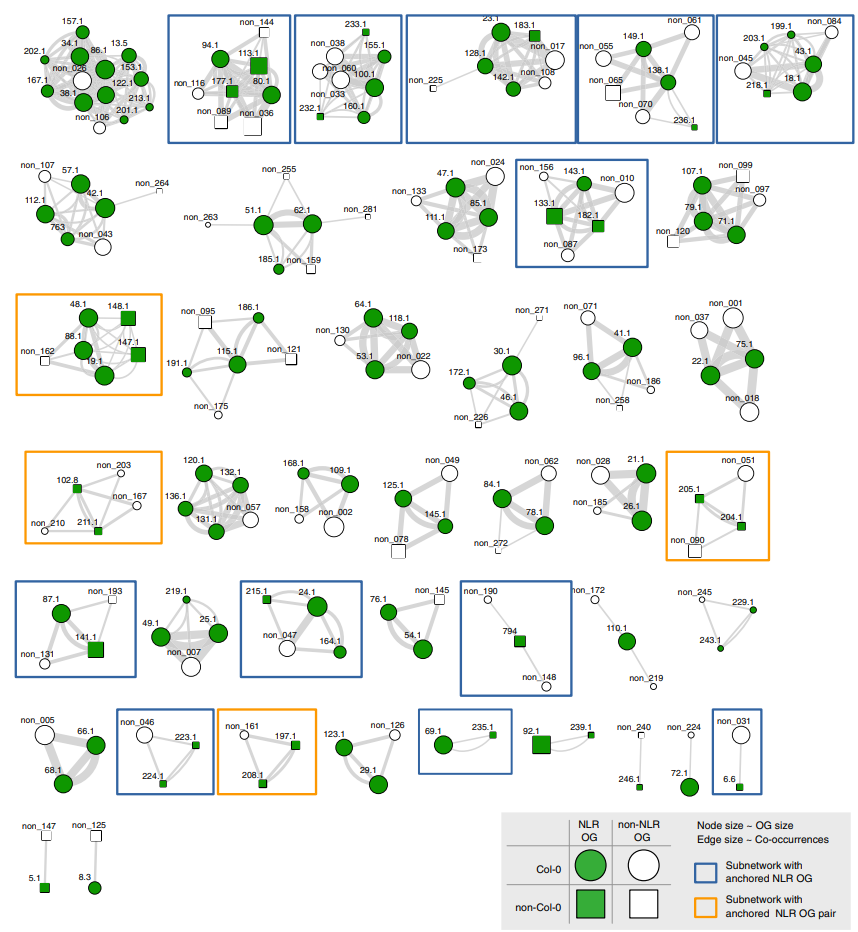 157.1
34.1
86.1
13.5
202.1
153.1
non_026
167.1
122.1
38.1
213.1
201.1
non_106
non_144
94.1
113.1
177.1
80.1
non_116
non_089
non_036
233.1
non_038
155.1
non_060
100.1
non_033
232.1
160.1
23.1
183.1
128.1
non_017
non_225
142.1
non_108
non_061
149.1
non_055
138.1
non_065
non_070
236.1
199.1
non_084
203.1
non_045
43.1
218.1
18.1
non_107
57.1
non_264
42.1
112.1
763
non_043
non_255
51.1
62.1
non_281
non_263
185.1
non_159
non_024
47.1
non_133
85.1
111.1
non_173
non_156
143.1
non_010
133.1
182.1
non_087
107.1
non_099
non_097
79.1
71.1
non_120
48.1
148.1
88.1
147.1
non_162
19.1
non_095
186.1
115.1
non_121
191.1
non_175
64.1
118.1
non_130
53.1
non_022
non_271
30.1
172.1
46.1
non_226
non_071
41.1
96.1
non_186
non_258
non_001
non_037
75.1
22.1
non_018
non_203
102.8
non_167
non_210
211.1
120.1
132.1
136.1
non_057
131.1
168.1
109.1
non_158
non_002
non_049
125.1
145.1
non_078
non_062
84.1
78.1
non_272
non_028
21.1
non_185
26.1
non_051
205.1
204.1
non_090
87.1
non_193
141.1
non_131
219.1
49.1
25.1
non_007
215.1
24.1
non_047
164.1
non_145
76.1
54.1
non_190
794
non_148
non_172
110.1
non_219
non_245
229.1
243.1
non_005
66.1
68.1
non_046
223.1
224.1
non_161
197.1
208.1
non_126
123.1
29.1
69.1
235.1
92.1
239.1
non_240
246.1
non_224
72.1
non_031
6.6
non_147
5.1
non_125
8.3
NLR
OG
non-NLR
OG
Col-0
non-Col-0
Node size ~ OG size
Edge size ~ Co-occurrences
Subnetwork with
anchored NLR OG
Subnetwork with
anchored NLR OG pair